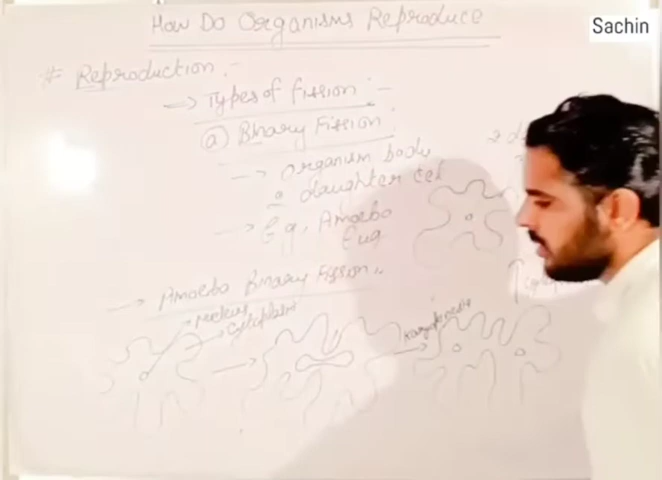 How Do Organisms Reproduce
Sachin
# Reproduction :-
→ Types of Fission :-
(a) Binary Fission
→ Organism body
2 daughter cel
→ E.g. Amoeba
Eug
→ Amoeba Binary Fission
Nucleus
Cytoplasm
Karyokinesis